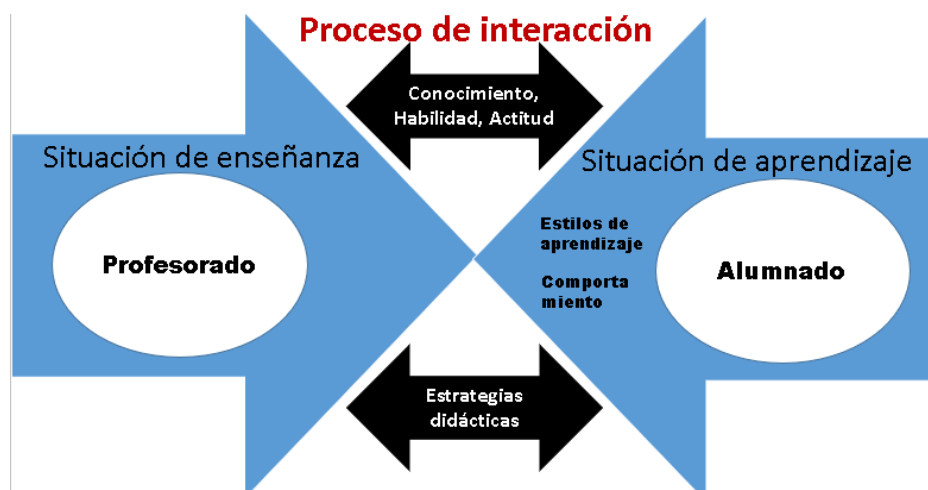 Proceso de interacción
Conocimiento,
Habilidad, Actitud
Situación de enseñanza
Profesorado
Situación de aprendizaje
Estilos de
aprendizaje
Comporta
miento
Alumnado
Estrategias
didácticas